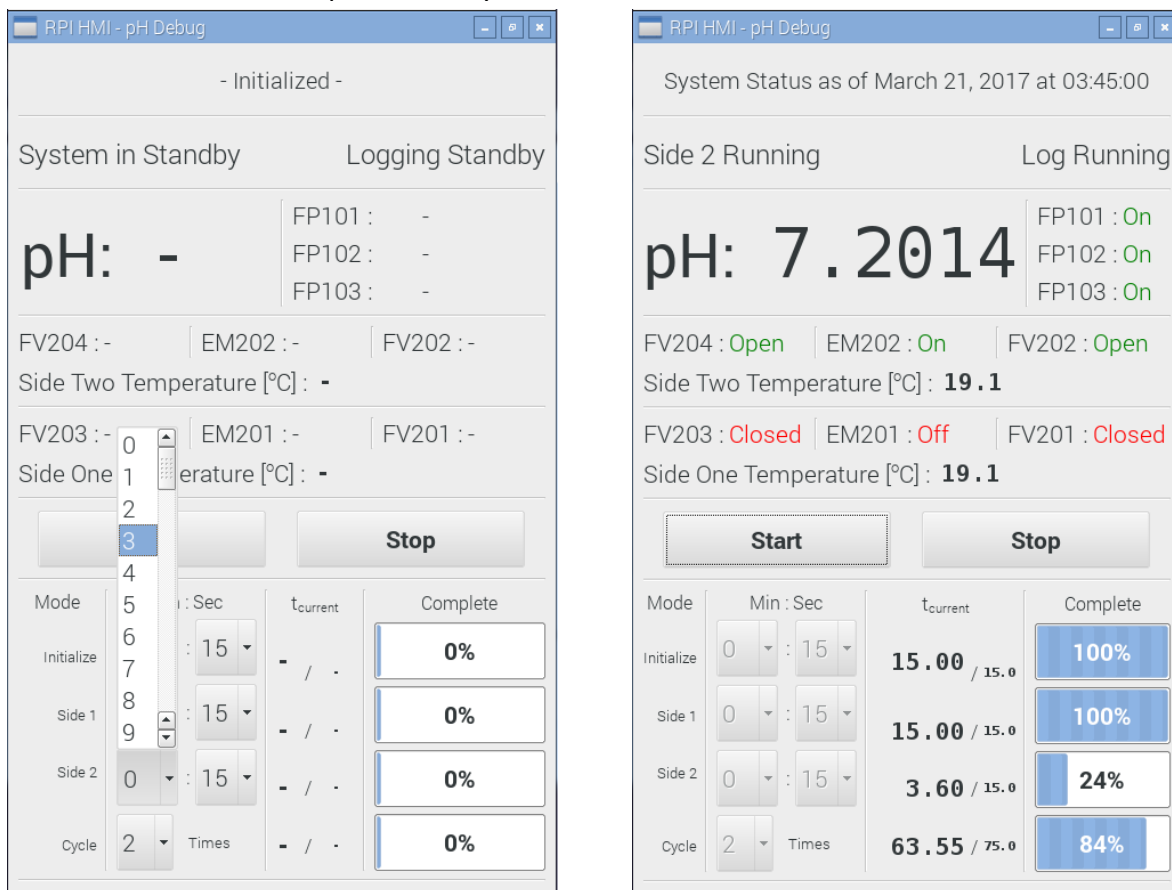 RPI HMI - pH Debug
- Initialized -
System in Standby Logging Standby
pH: -
FP101 : -
FP102 : -
FP103 : -
FV204 : - EM202 : - FV202 : -
Side Two Temperature [°C] : -
FV203 : - EM201 : - FV201 : -
Side One erature [°C] : -
0
1
2
3
4
5
6
7
8
9
Stop
Mode : Sec tcurrent Complete
Initialize : 15 - / - 0%
Side 1 : 15 - / - 0%
Side 2 0 : 15 - / - 0%
Cycle 2 Times - / - 0%
RPI HMI - pH Debug
System Status as of March 21, 2017 at 03:45:00
Side 2 Running Log Running
pH: 7.2014
FP101 : On
FP102 : On
FP103 : On
FV204 : Open EM202 : On FV202 : Open
Side Two Temperature [°C] : 19.1
FV203 : Closed EM201 : Off FV201 : Closed
Side One Temperature [°C] : 19.1
Start Stop
Mode Min : Sec tcurrent Complete
Initialize 0 : 15 15.00 / 15.0 100%
Side 1 0 : 15 15.00 / 15.0 100%
Side 2 0 : 15 3.60 / 15.0 24%
Cycle 2 Times 63.55 / 75.0 84%